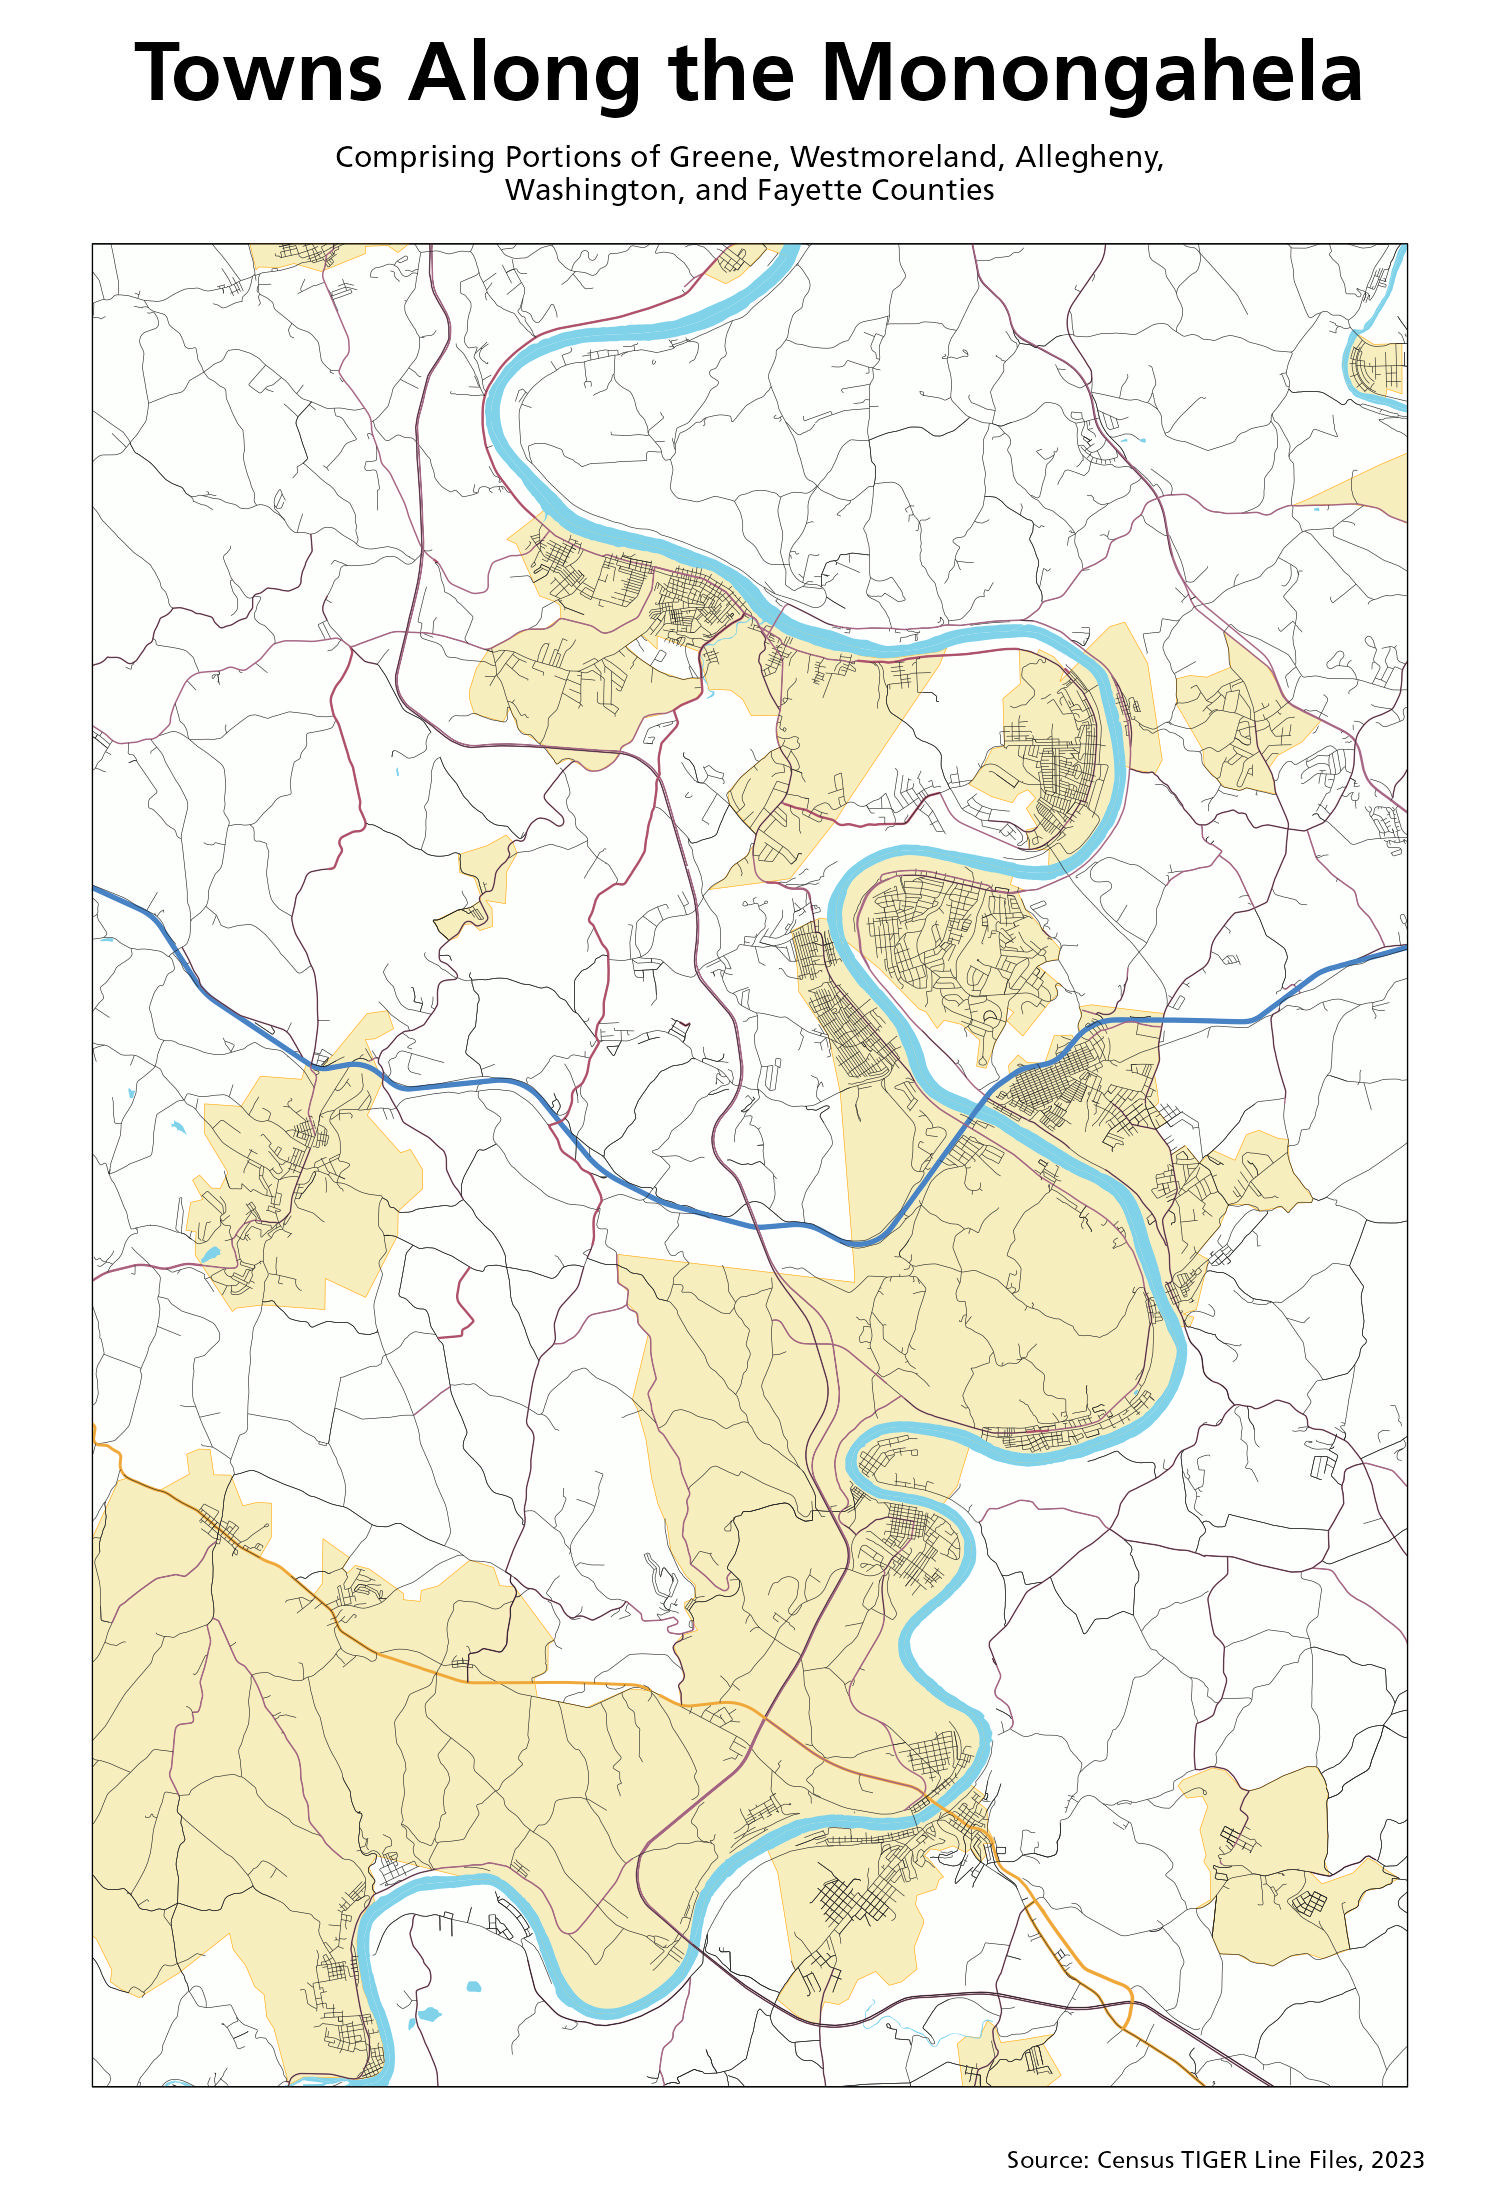 Towns Along the Monongahela
Comprising Portions of Greene, Westmoreland, Allegheny,
Washington, and Fayette Counties
Source: Census TIGER Line Files, 2023